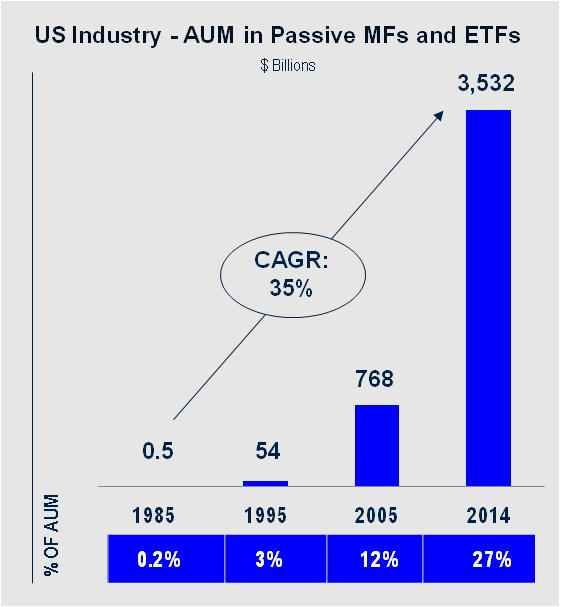 US Industry - AUM in Passive MFs and ETFs
$ Billions
3,532
CAGR:
35%
768
0.5
54
1985 1995 2005 2014
% OF AUM
0.2% 3% 12% 27%